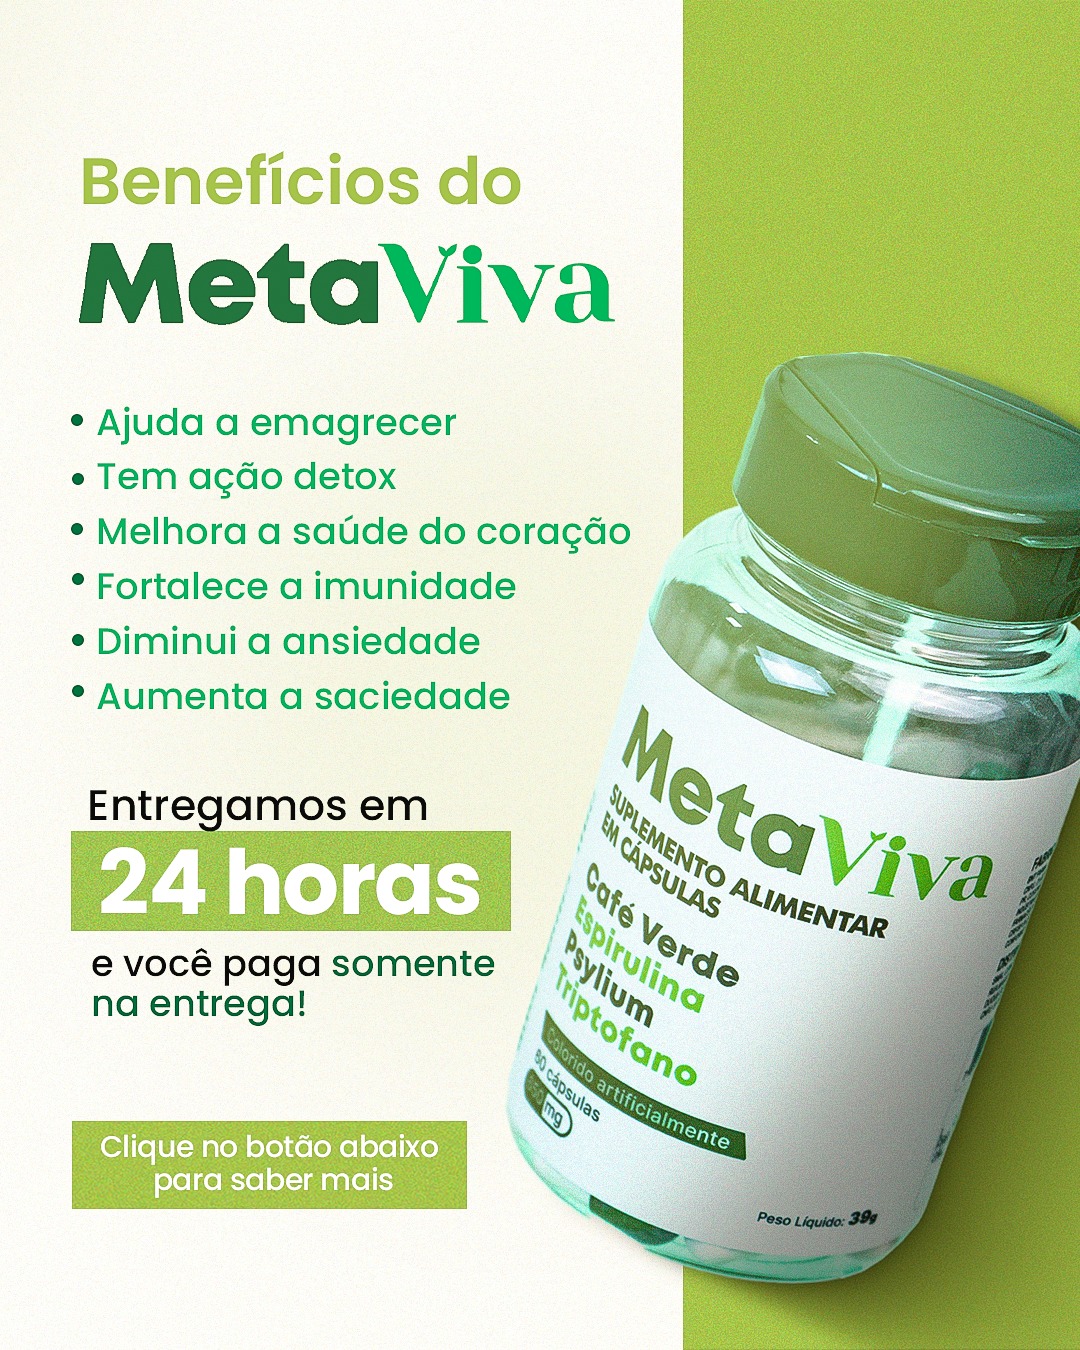 Benefícios do
MetaViva
• Ajuda a emagrecer
• Tem ação detox
• Melhora a saúde do coração
• Fortalece a imunidade
• Diminui a ansiedade
• Aumenta a saciedade
Entregamos em
24 horas
e você paga somente
na entrega!
Clique no botão abaixo
para saber mais
MetaViva
SUPLEMENTO ALIMENTAR
EM CÁPSULAS
Café Verde
Espirulina
Psylium
Triptofano
Colorido artificialmente
60 cápsulas
mg
Peso Líquido: 39g